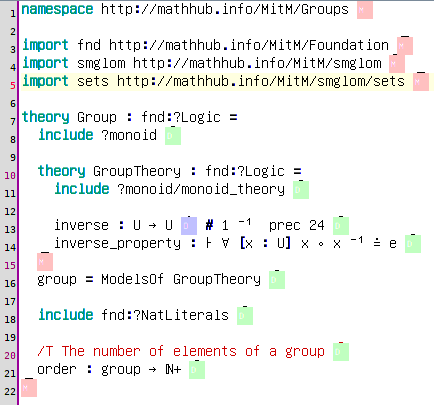 1 namespace http://mathhub.info/MitM/Groups
2
3 import fnd http://mathhub.info/MitM/Foundation
4 import smglom http://mathhub.info/MitM/smglom
5 import sets http://mathhub.info/MitM/smglom/sets
6
7 theory Group : fnd:?Logic =
8 include ?monoid
9
10 theory GroupTheory : fnd:?Logic =
11 include ?monoid/monoid_theory
12
13 inverse : U → U # 1 ⁻¹ prec 24
14 inverse_property : ⊦ ∀ [x : U] x ∘ x ⁻¹ ≐ e
15
16 group = ModelsOf GroupTheory
17
18 include fnd:?NatLiterals
19
20 /T The number of elements of a group
21 order : group → ℕ+
22